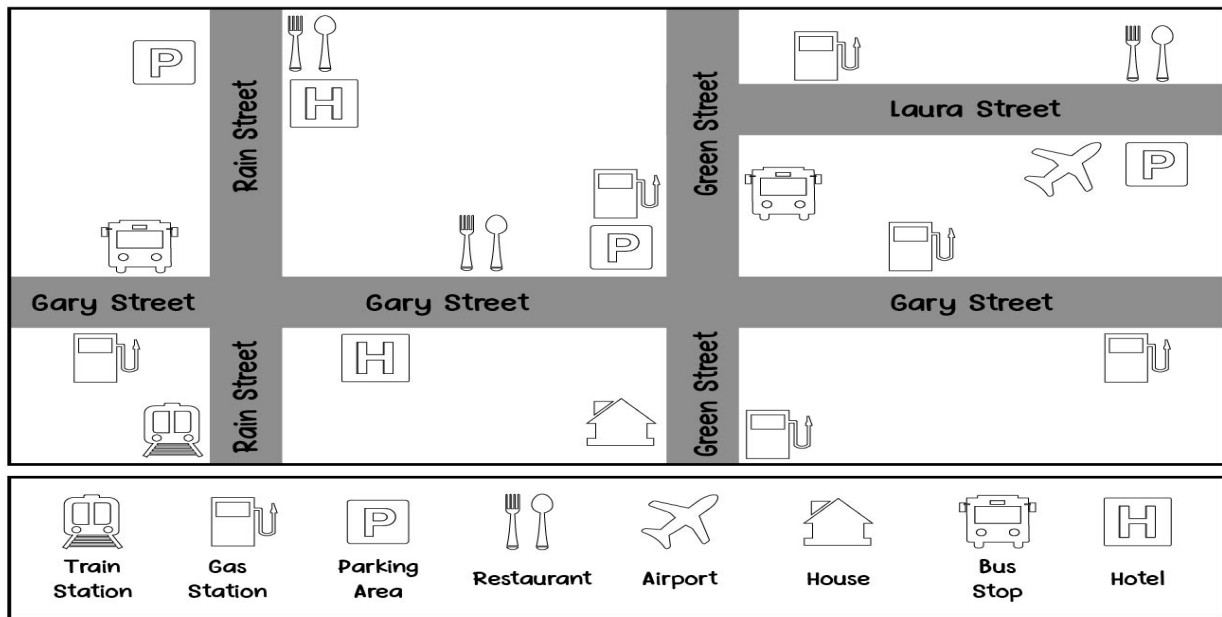 P
Rain Street
H
Green Street
Laura Street
P
P
Gary Street
Gary Street
Gary Street
Rain Street
H
Green Street
P
H
Train
Station
Gas
Station
Parking
Area
Restaurant
Airport
House
Bus
Stop
Hotel